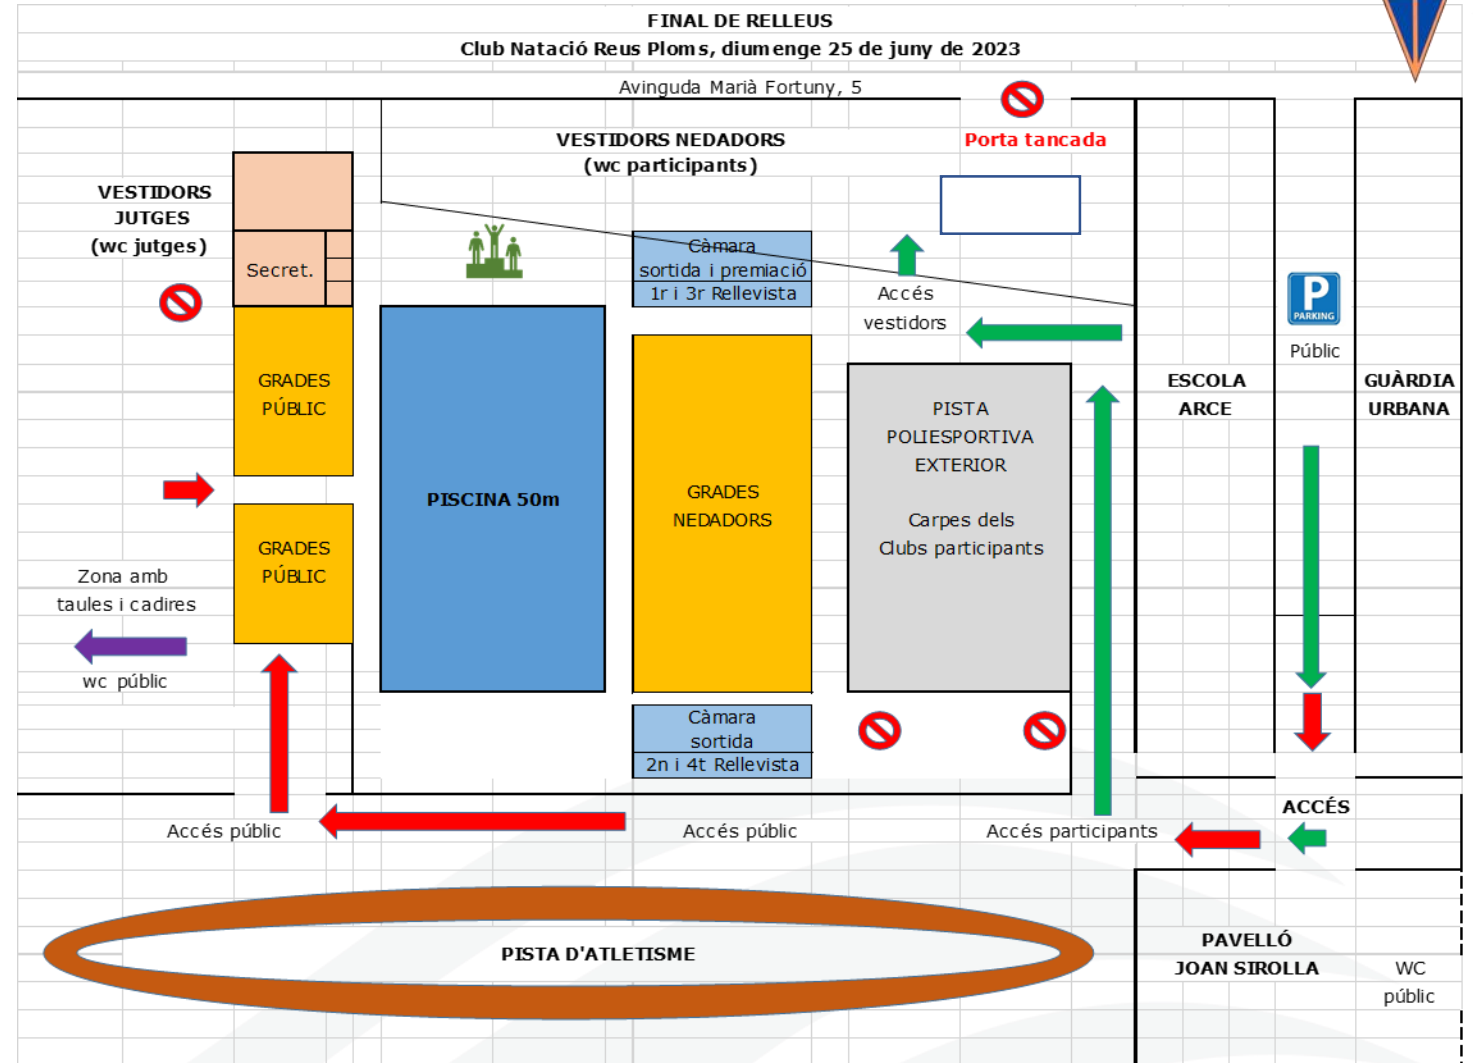 FINAL DE RELLEUS
Club Natació Reus Ploms, diumenge 25 de juny de 2023
Avinguda Marià Fortuny, 5
VESTIDORS NEDADORS
(wc participants)
Porta tancada
VESTIDORS
JUTGES
(wc jutges)
Secret.
Càmara
sortida i premiació
1r i 3r Rellevista
Accés
vestidors
P
PARKING
Públic
GRADES
PÚBLIC
PISCINA 50m
GRADES
NEDADORS
PISTA
POLIESPORTIVA
EXTERIOR
Carpes dels
Clubs participants
ESCOLA
ARCE
GUÀRDIA
URBANA
GRADES
PÚBLIC
Zona amb
taules i cadires
wc públic
Càmara
sortida
2n i 4t Rellevista
Accés públic
Accés públic
Accés participants
ACCÉS
PISTA D'ATLETISME
PAVELLÓ
JOAN SIROLLA
WC
públic